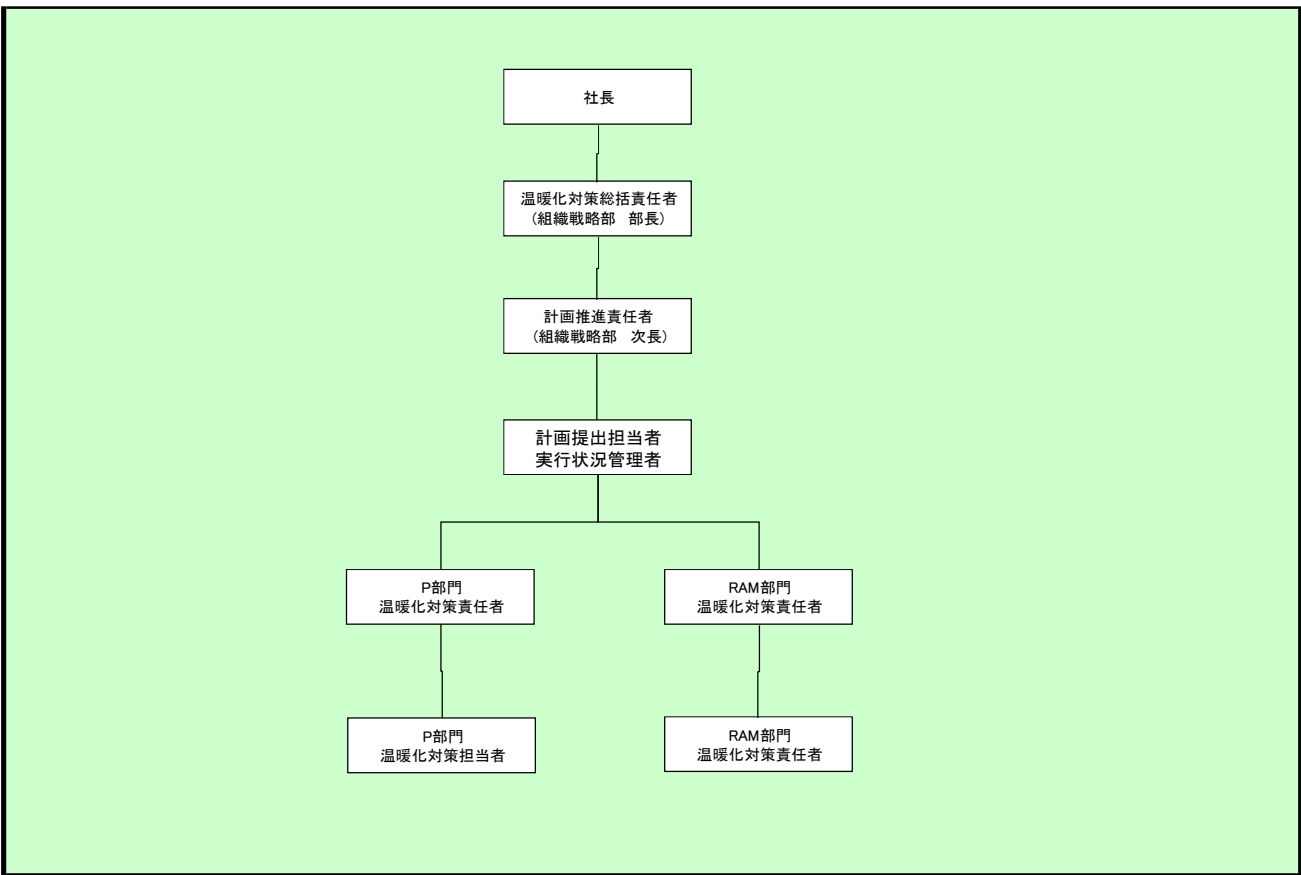 社長
温暖化対策総括責任者
（組織戦略部　部長）
計画推進責任者
（組織戦略部　次長）
計画提出担当者
実行状況管理者
P部門
温暖化対策責任者
RAM部門
温暖化対策責任者
P部門
温暖化対策担当者
RAM部門
温暖化対策責任者